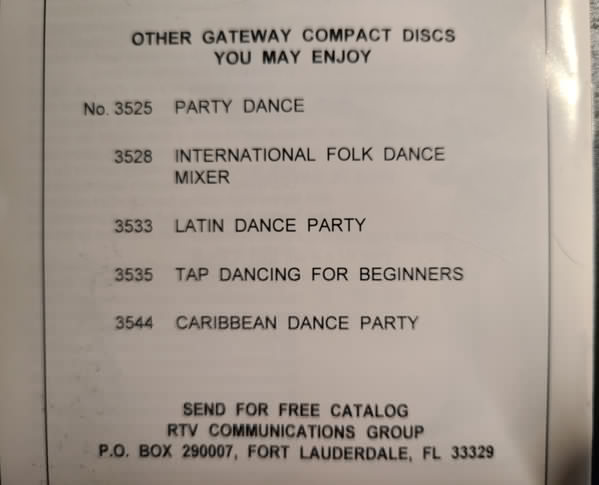 OTHER GATEWAY COMPACT DISCS
YOU MAY ENJOY
No. 3525 PARTY DANCE
3528 INTERNATIONAL FOLK DANCE
MIXER
3533 LATIN DANCE PARTY
3535 TAP DANCING FOR BEGINNERS
3544 CARIBBEAN DANCE PARTY
SEND FOR FREE CATALOG
RTV COMMUNICATIONS GROUP
P.O. BOX 290007, FORT LAUDERDALE, FL 33329